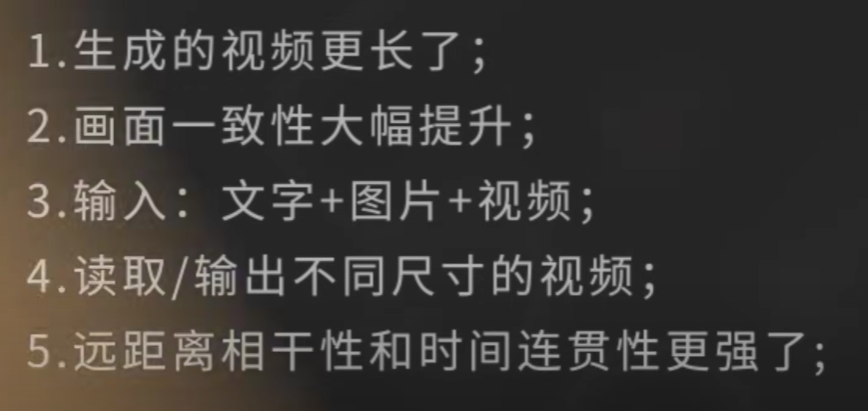 1.生成的视频更长了；
2.画面一致性大幅提升；
3.输入：文字+图片+视频；
4.读取/输出不同尺寸的视频；
5.远距离相干性和时间连贯性更强了；